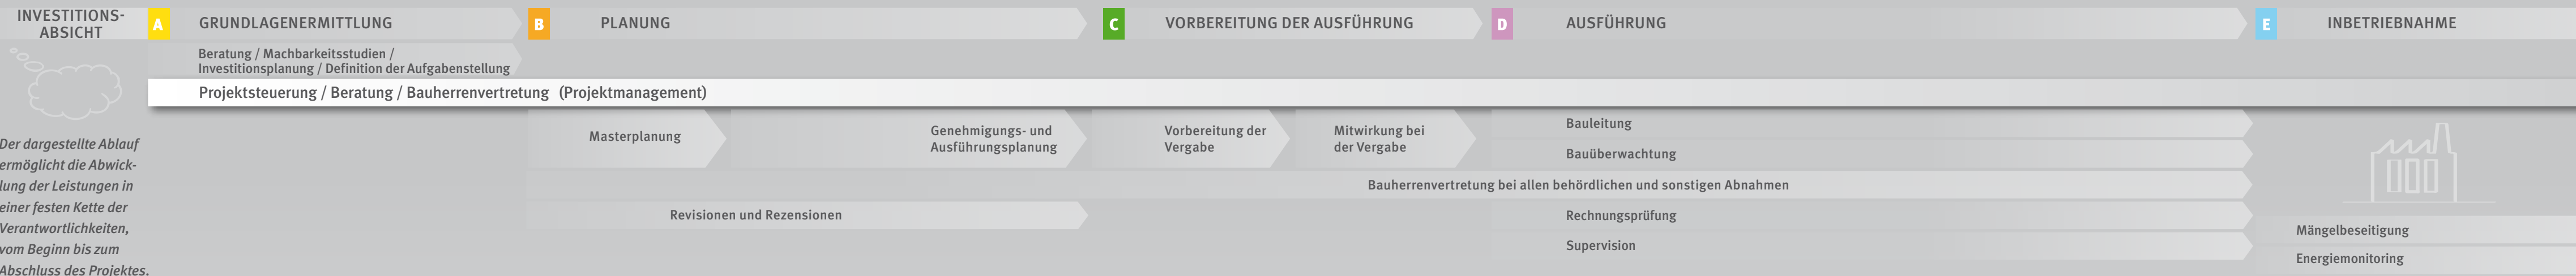 INVESTITIONS-
ABSICHT
A
GRUNDLAGENERMITTLUNG
B
PLANUNG
C
VORBEREITUNG DER AUSFÜHRUNG
D
AUSFÜHRUNG
E
INBETRIEBNAHME
Beratung / Machbarkeitsstudien /
Investitionsplanung / Definition der Aufgabenstellung
Projektsteuerung / Beratung / Bauherrenvertretung (Projektmanagement)
Der dargestellte Ablauf
ermöglicht die Abwick-
lung der Leistungen in
einer festen Kette der
Verantwortlichkeiten,
vom Beginn bis zum
Abschluss des Projektes.
Masterplanung
Genehmigungs- und
Ausführungsplanung
Vorbereitung der
Vergabe
Mitwirkung bei
der Vergabe
Bauleitung
Bauüberwachtung
Bauherrenvertretung bei allen behördlichen und sonstigen Abnahmen
Revisionen und Rezensionen
Rechnungsprüfung
Supervision
Mängelbeseitigung
Energiemonitoring